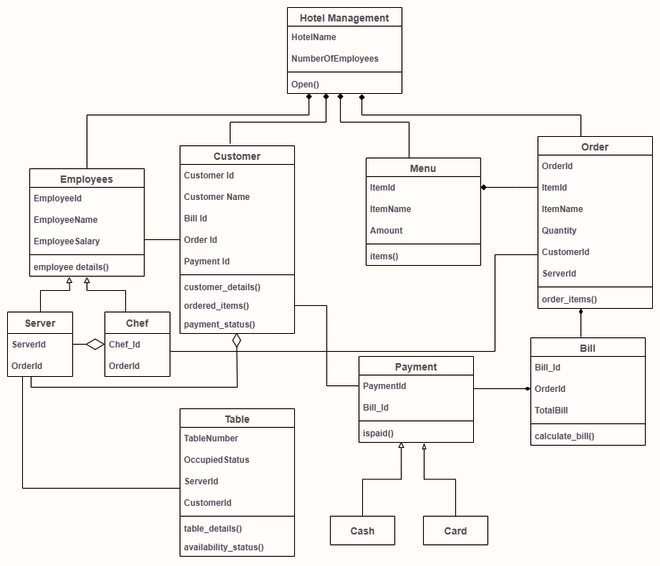 Hotel Management
HotelName
NumberOfEmployees
Open()
Employees
EmployeeId
EmployeeName
EmployeeSalary
employee details()
Customer
Customer Id
Customer Name
Bill Id
Order Id
Payment Id
customer_details()
ordered_items()
payment_status()
Menu
ItemId
ItemName
Amount
items()
Order
OrderId
ItemId
ItemName
Quantity
CustomerId
ServerId
order_items()
Server
ServerId
OrderId
Chef
Chef_Id
OrderId
Payment
PaymentId
Bill_Id
ispaid()
Bill
Bill_Id
OrderId
TotalBill
calculate_bill()
Table
TableNumber
OccupiedStatus
ServerId
CustomerId
table_details()
availability_status()
Cash
Card